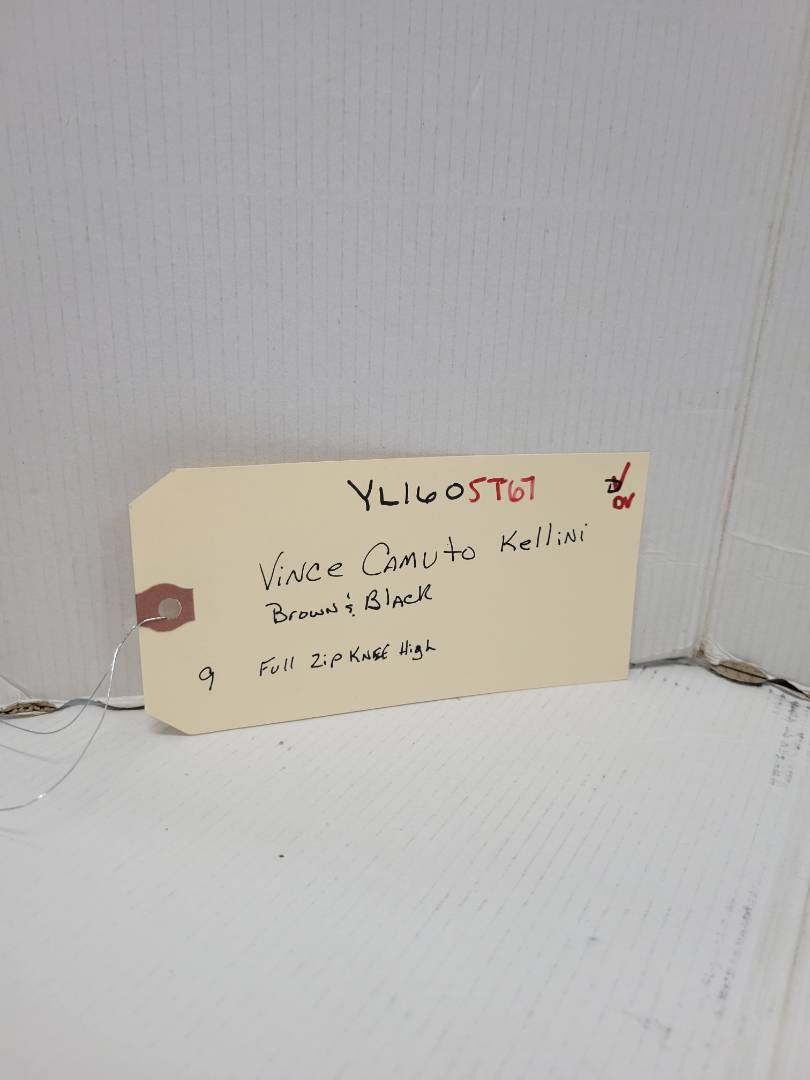 YL1605T67
Vince Camuto Kellini
Brown & Black
9 Full Zip Knee High